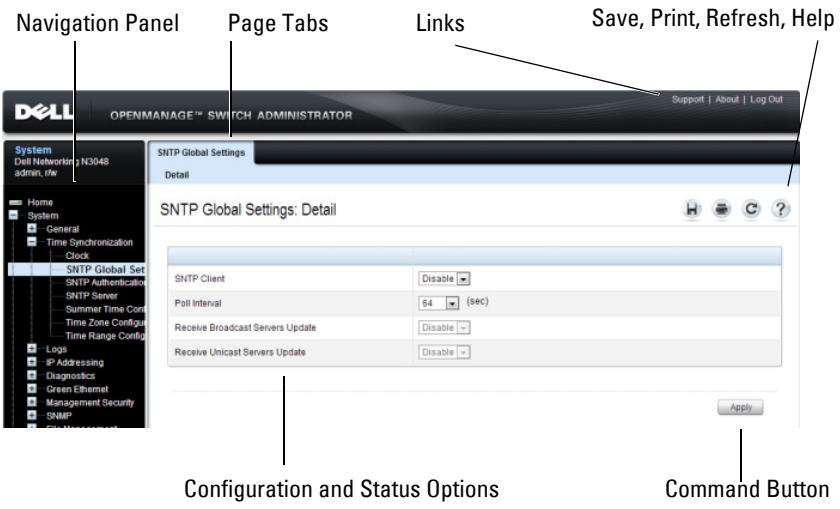 Navigation Panel Page Tabs Links Save, Print, Refresh, Help
Support | About | Log Out
DELL OPENMANAGE™ SWITCH ADMINISTRATOR
System
Dell Networking N3048
admin, r/w
SNTP Global Settings
Detail
Home
System
General
Time Synchronization
Clock
SNTP Global Set
SNTP Authenticatio
SNTP Server
Summer Time Conf
Time Zone Configur
Time Range Config
Logs
IP Addressing
Diagnostics
Green Ethernet
Management Security
SNMP
SNTP Global Settings: Detail
SNTP Client Disable
Poll Interval 64 (sec)
Receive Broadcast Servers Update Disable
Receive Unicast Servers Update Disable
Apply
Configuration and Status Options Command Button